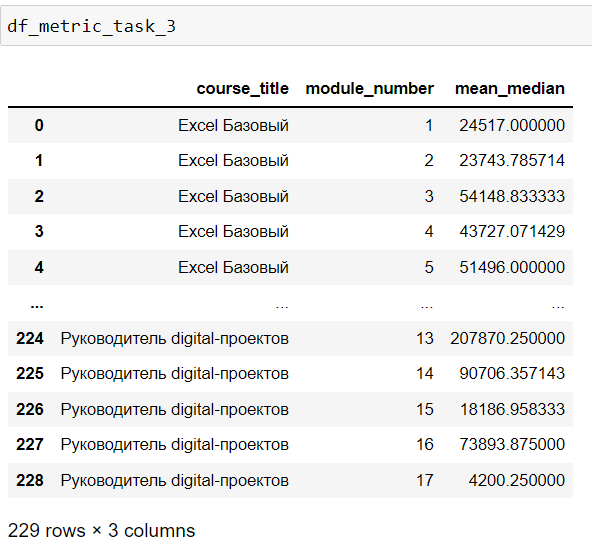 df_metric_task_3
course_title module_number mean_median
0 Excel Базовый 1 24517.000000
1 Excel Базовый 2 23743.785714
2 Excel Базовый 3 54148.833333
3 Excel Базовый 4 43727.071429
4 Excel Базовый 5 51496.000000
... ... ... ...
224 Руководитель digital-проектов 13 207870.250000
225 Руководитель digital-проектов 14 90706.357143
226 Руководитель digital-проектов 15 18186.958333
227 Руководитель digital-проектов 16 73893.875000
228 Руководитель digital-проектов 17 4200.250000
229 rows × 3 columns